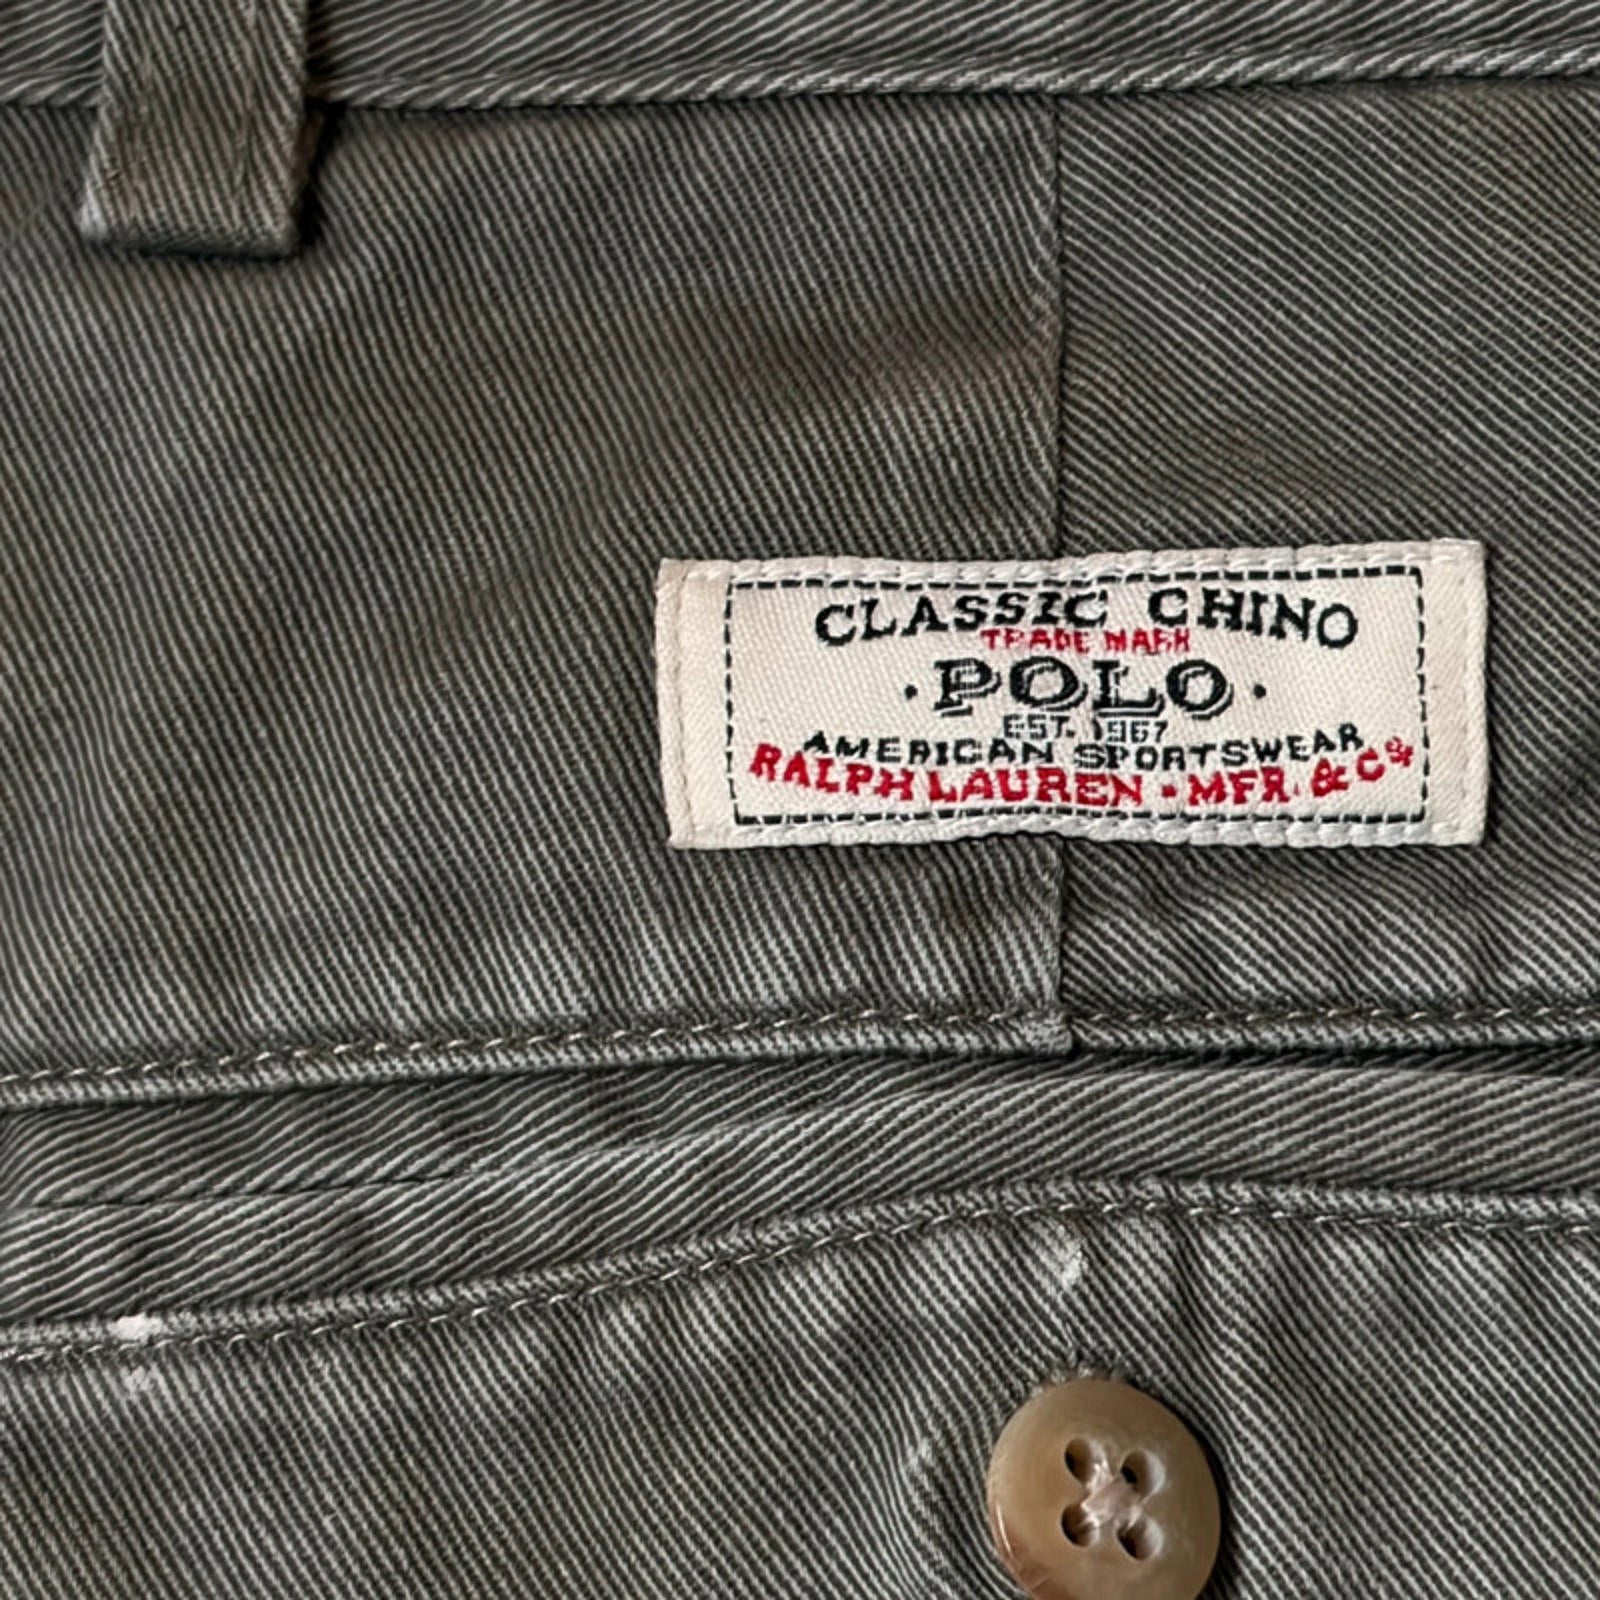 CLASSIC CHINO
TRADE MARK
· POLO ·
EST. 1967
AMERICAN SPORTSWEAR
RALPH LAUREN · MFR. & Cº